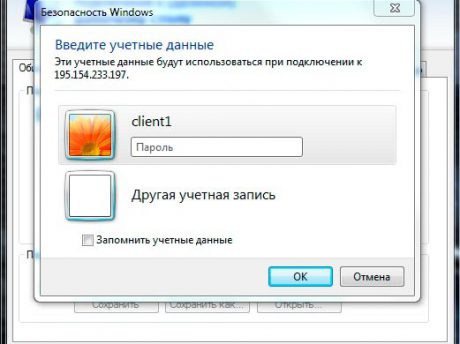 Безопасность Windows
Введите учетные данные
Эти учетные данные будут использоваться при подключении к
195.154.233.197.
client1
Пароль
Другая учетная запись
Запомнить учетные данные
OK
Отмена
Сохранить
Сохранить как...
Открыть...